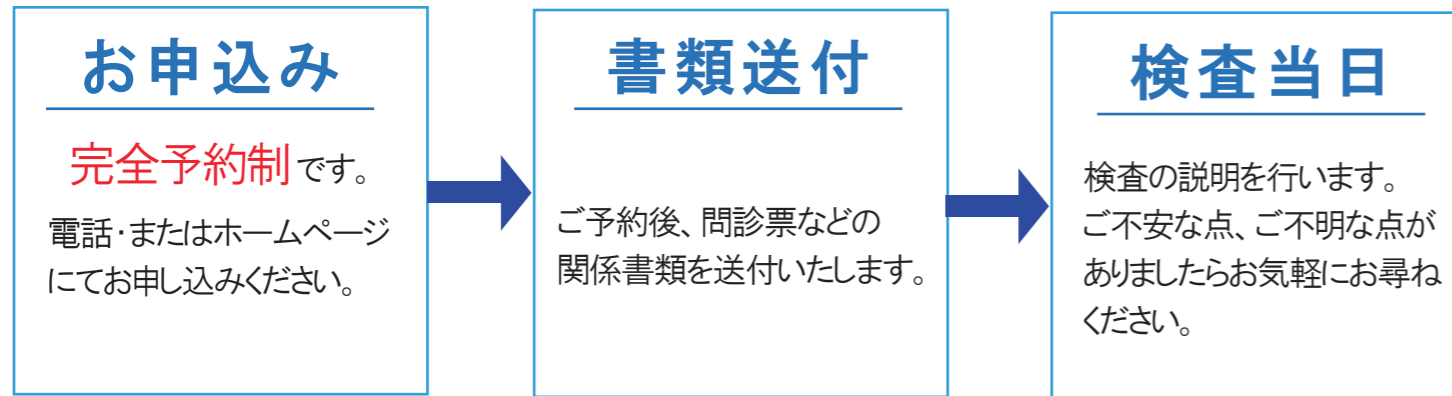 お申込み
完全予約制です。
電話・またはホームページ
にてお申し込みください。
書類送付
ご予約後、問診票などの
関係書類を送付いたします。
検査当日
検査の説明を行います。
ご不安な点、ご不明な点が
ありましたらお気軽にお尋ね
ください。